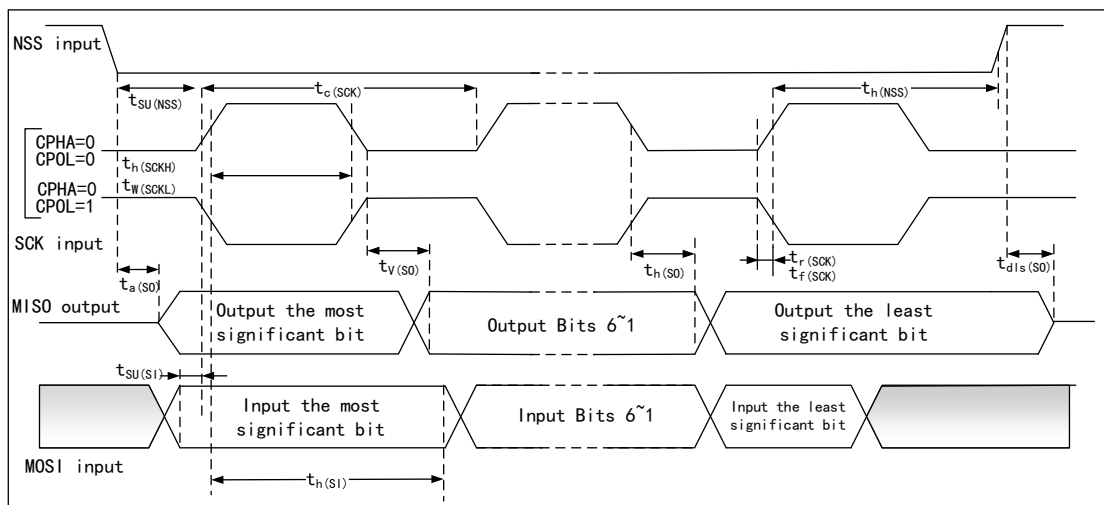 NSS input
tSU(NSS)
tc(SCK)
th(NSS)
CPHA=0
CPOL=0
th(SCKH)
tW(SCKL)
CPHA=0
CPOL=1
SCK input
ta(SO)
tV(SO)
th(SO)
tr(SCK)
tf(SCK)
tdls(SO)
MISO output
Output the most
significant bit
Output Bits 6~1
Output the least
significant bit
tSU(SI)
Input the most
significant bit
Input Bits 6~1
Input the least
significant bit
MOSI input
th(SI)